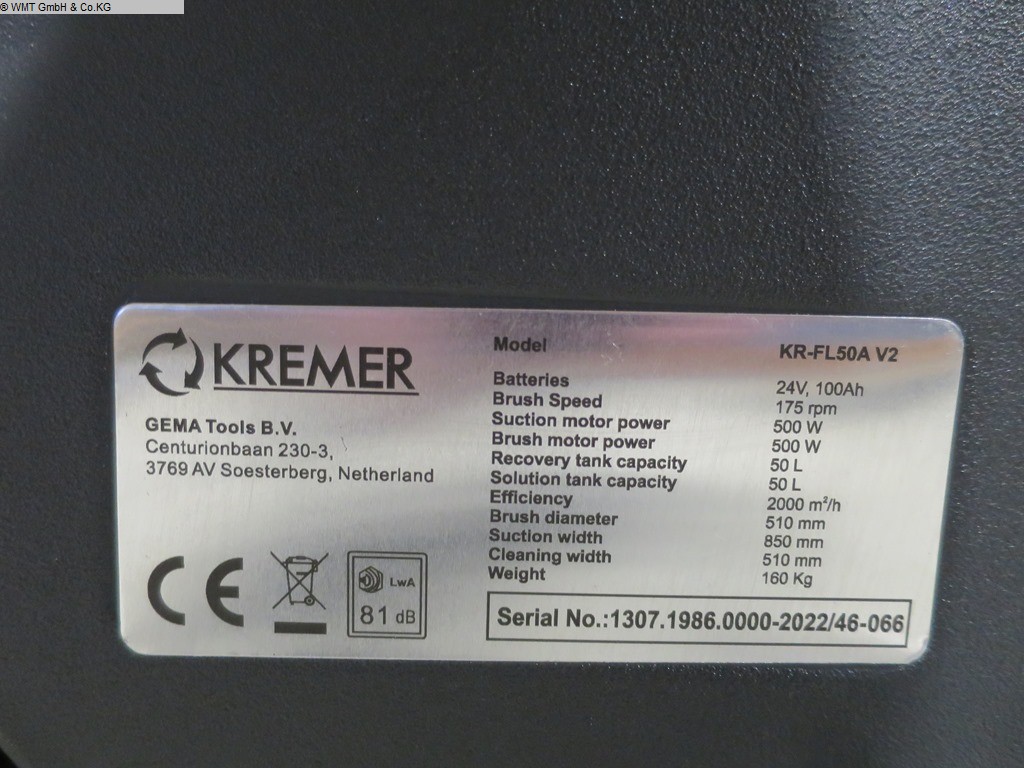 © WMT GmbH & Co.KG
KREMER
GEMA Tools B.V.
Centurionbaan 230-3,
3769 AV Soesterberg, Netherland
CE
LwA
81 dB
Model KR-FL50A V2
Batteries 24V, 100Ah
Brush Speed 175 rpm
Suction motor power 500 W
Brush motor power 500 W
Recovery tank capacity 50 L
Solution tank capacity 50 L
Efficiency 2000 m²/h
Brush diameter 510 mm
Suction width 850 mm
Cleaning width 510 mm
Weight 160 Kg
Serial No.:1307.1986.0000-2022/46-066